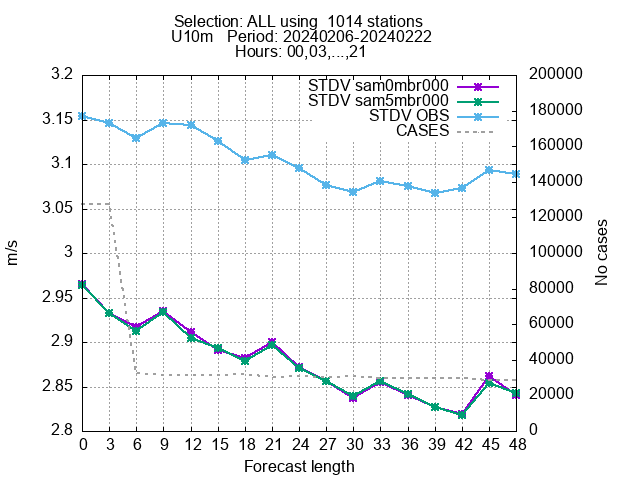 Selection: ALL using  1014 stations
U10m   Period: 20240206-20240222
Hours: 00,03,...,21
STDV sam0mbr000
STDV sam5mbr000
STDV OBS
CASES
3.2
3.15
3.1
3.05
3
2.95
2.9
2.85
2.8
m/s
200000
180000
160000
140000
120000
100000
80000
60000
40000
20000
0
No cases
0 3 6 9 12 15 18 21 24 27 30 33 36 39 42 45 48
Forecast length